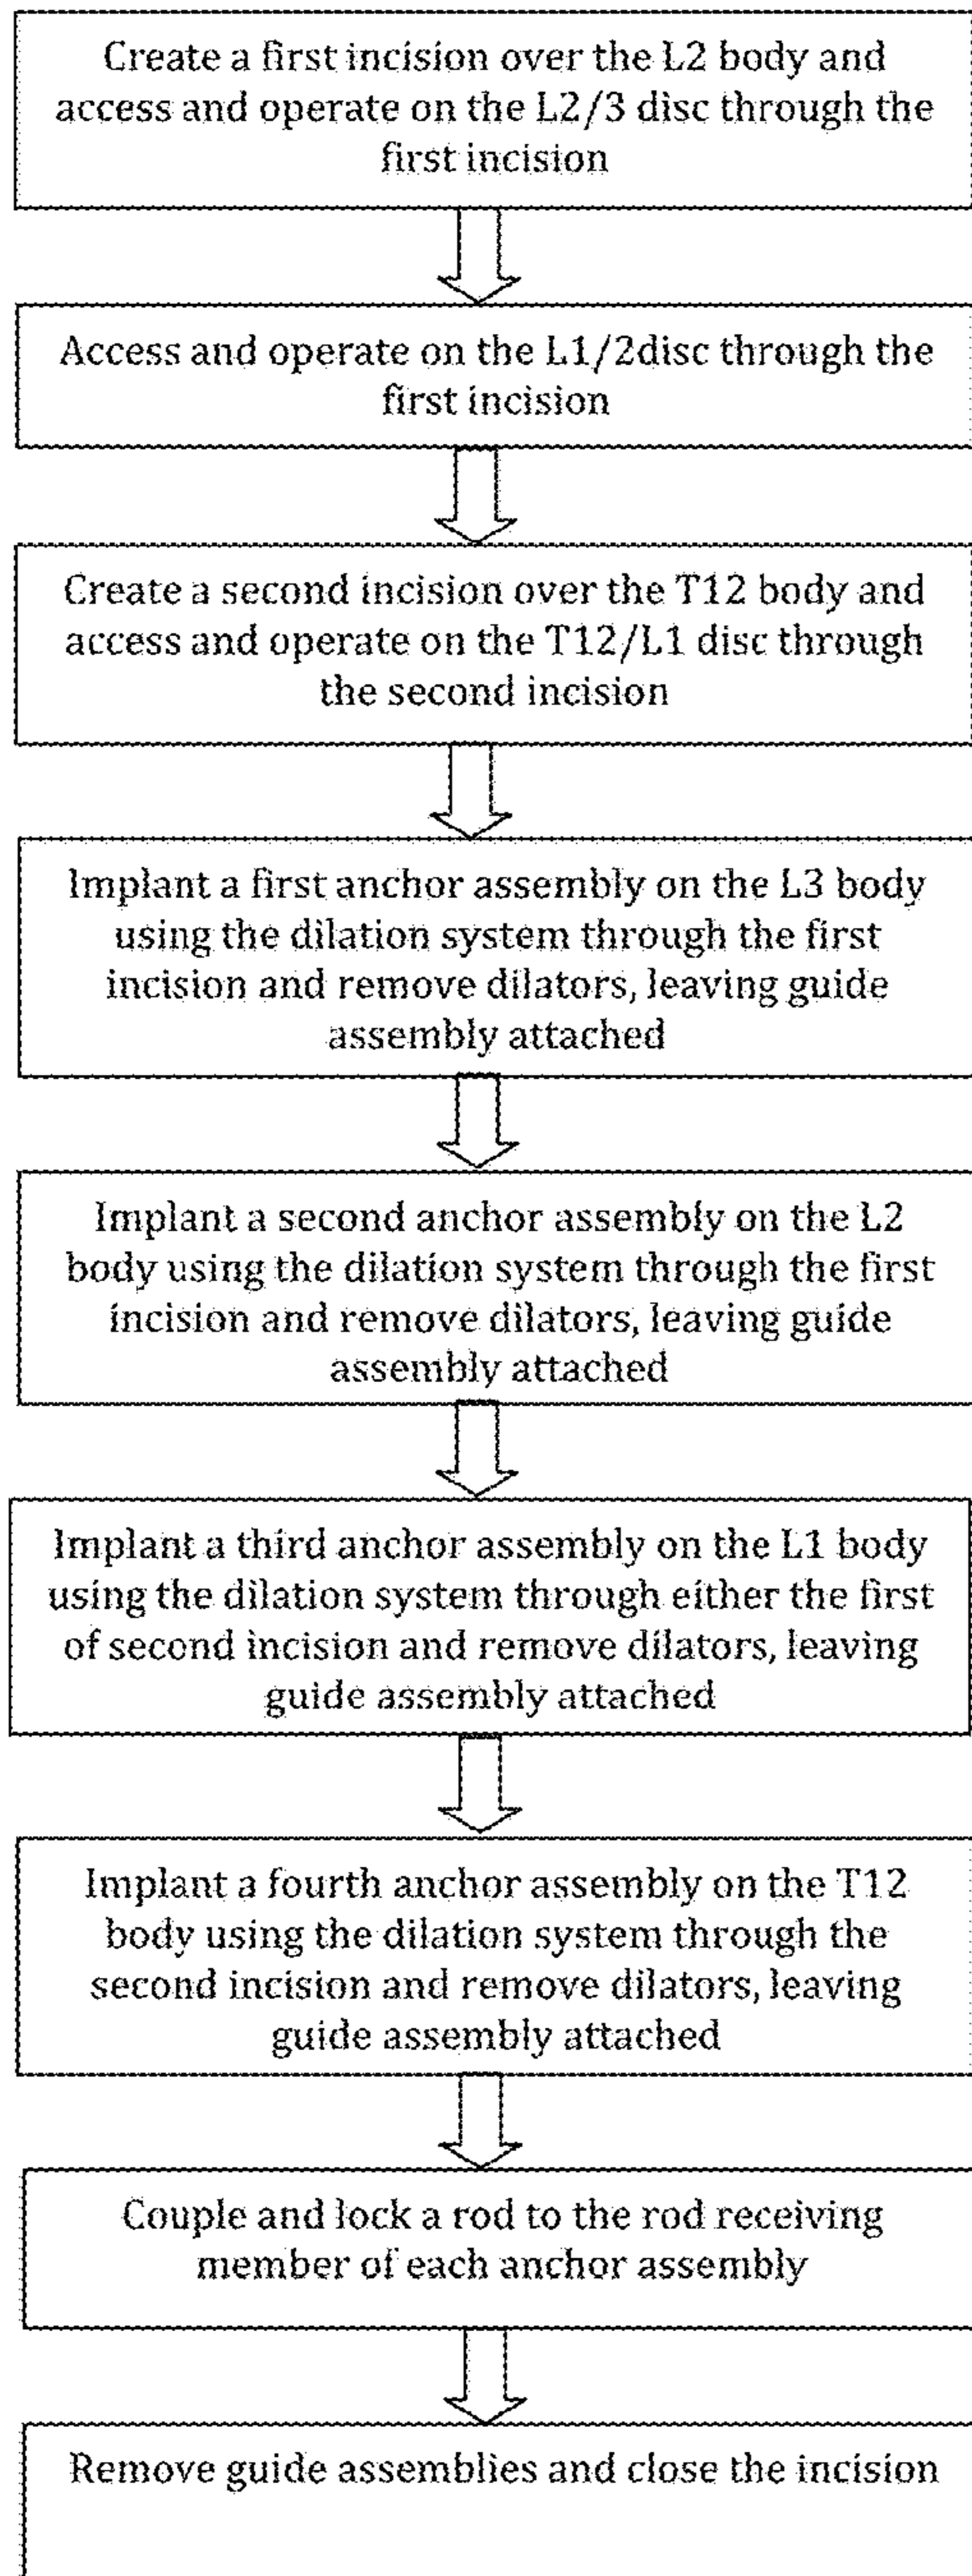 Create a first incision over the L2 body and
access and operate on the L2/3 disc through the
first incision
Access and operate on the L1/2disc through the
first incision
Create a second incision over the T12 body and
access and operate on the T12/L1 disc through
the second incision
Implant a first anchor assembly on the L3 body
using the dilation system through the first
incision and remove dilators, leaving guide
assembly attached
Implant a second anchor assembly on the L2
body using the dilation system through the first
incision and remove dilators, leaving guide
assembly attached
Implant a third anchor assembly on the L1 body
using the dilation system through either the first
of second incision and remove dilators, leaving
guide assembly attached
Implant a fourth anchor assembly on the T12
body using the dilation system through the
second incision and remove dilators, leaving
guide assembly attached
Couple and lock a rod to the rod receiving
member of each anchor assembly
Remove guide assemblies and close the incision